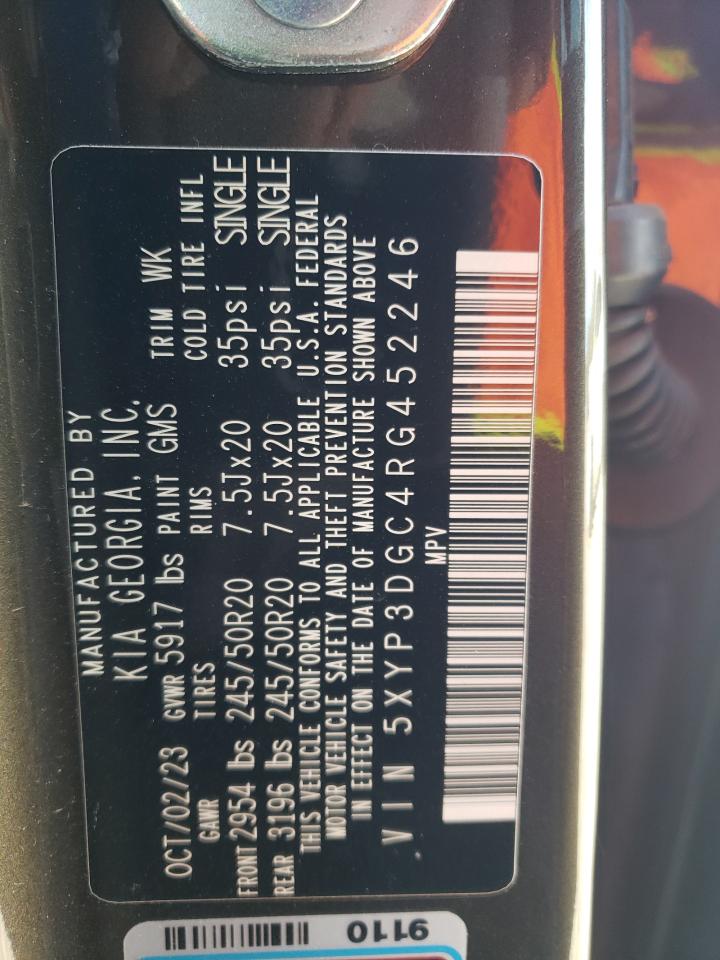 MANUFACTURED BY
KIA GEORGIA, INC.
OCT/02/23 GVWR 5917 lbs PAINT GMS TRIM WK
GAWR TIRES RIMS COLD TIRE INFL
FRONT 2954 lbs 245/50R20 7.5Jx20 35psi SINGLE
REAR 3196 lbs 245/50R20 7.5Jx20 35psi SINGLE
THIS VEHICLE CONFORMS TO ALL APPLICABLE U.S.A. FEDERAL
MOTOR VEHICLE SAFETY AND THEFT PREVENTION STANDARDS
IN EFFECT ON THE DATE OF MANUFACTURE SHOWN ABOVE
VIN 5XYP3DGC4RG452246
MPV
9110